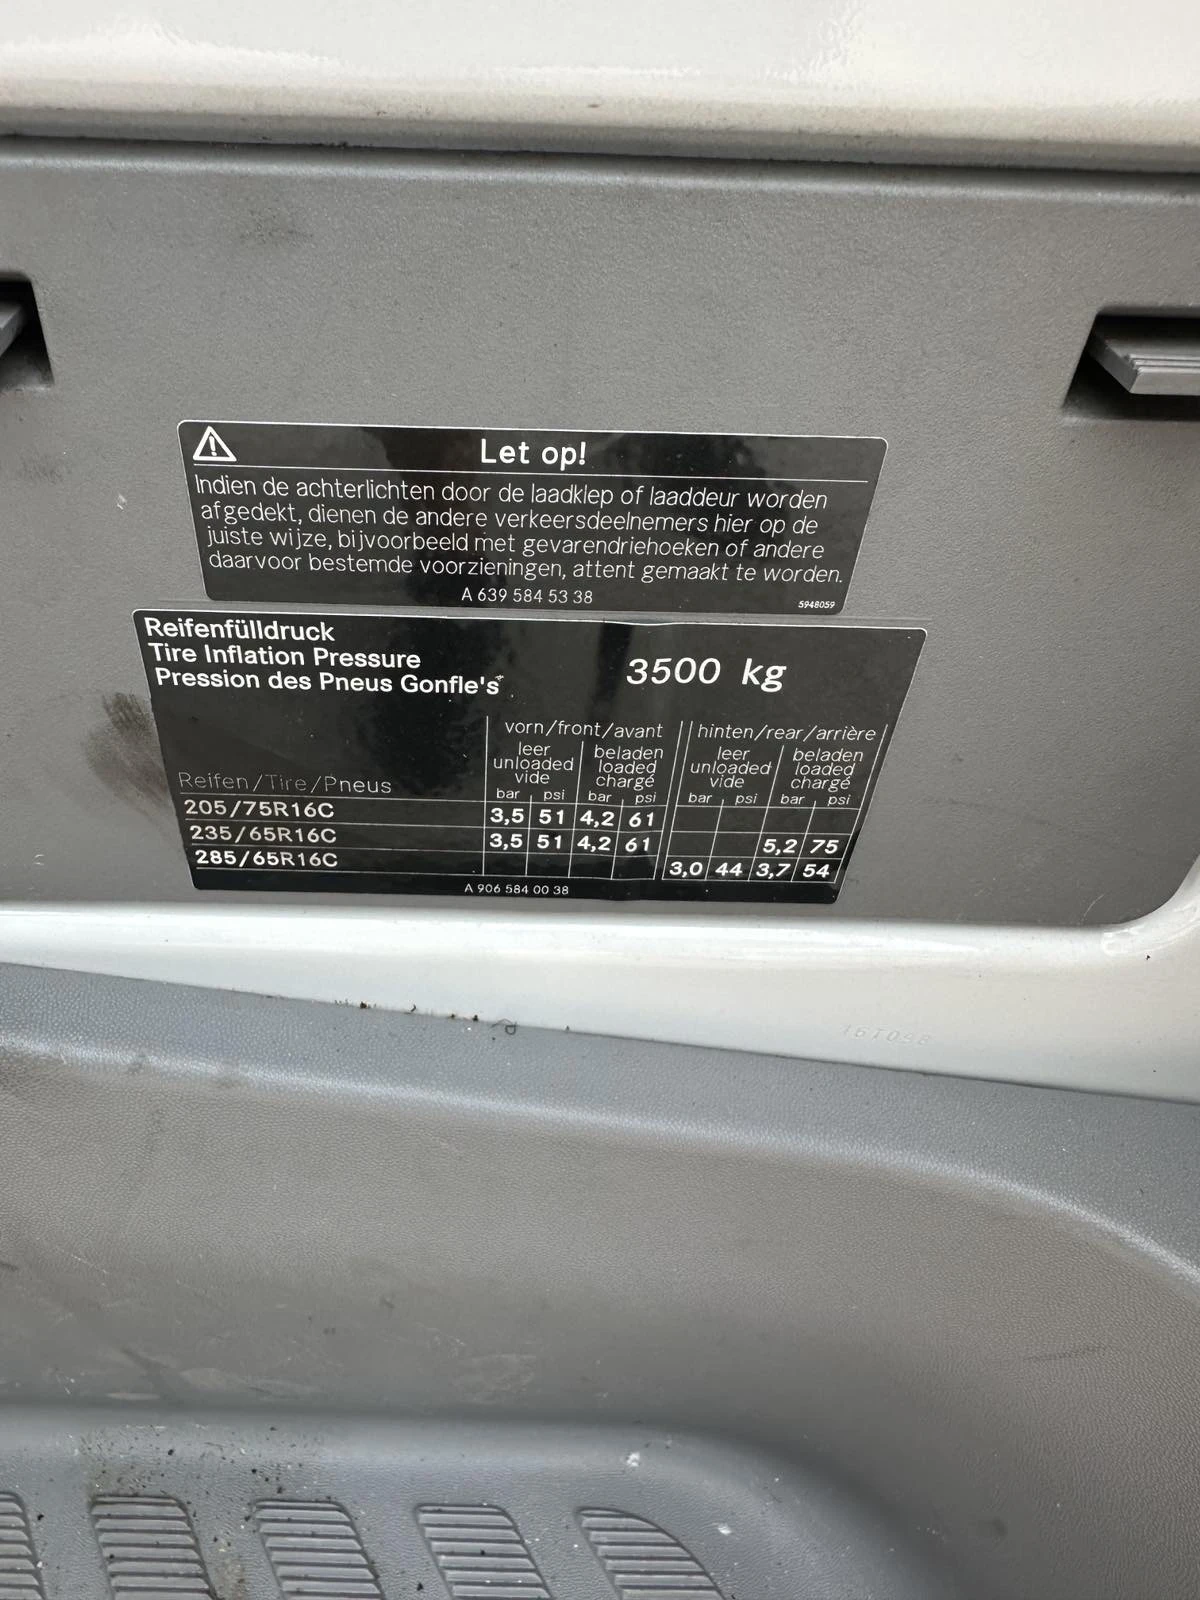 Let op!
Indien de achterlichten door de laadklep of laaddeur worden
afgedekt, dienen de andere verkeersdeelnemers hier op de
juiste wijze, bijvoorbeeld met gevarendriehoeken of andere
daarvoor bestemde voorzieningen, attent gemaakt te worden.
A 639 584 53 38
5948059
Reifenfülldruck
Tire Inflation Pressure
Pression des Pneus Gonfle's
3500 kg
vorn/front/avant hinten/rear/arrière
leer beladen leer beladen
unloaded loaded unloaded loaded
vide chargé vide chargé
Reifen/Tire/Pneus bar psi bar psi bar psi bar psi
205/75R16C 3,5 51 4,2 61
235/65R16C 3,5 51 4,2 61 5,2 75
285/65R16C 3,0 44 3,7 54
A 906 584 00 38